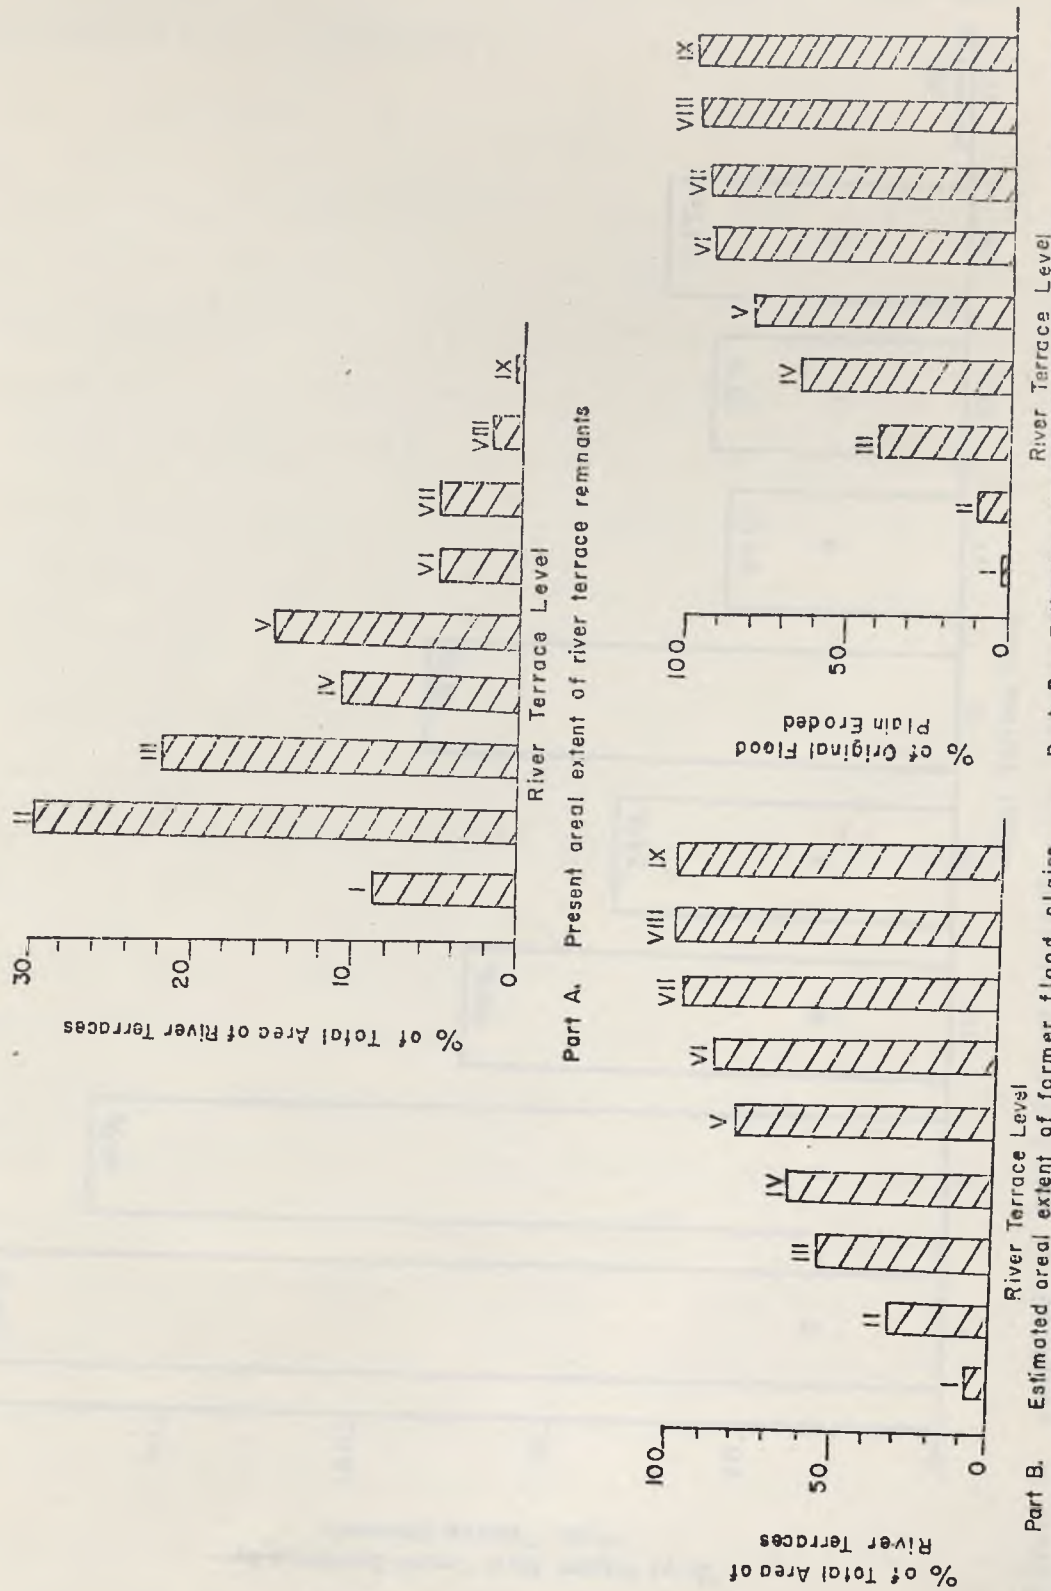 % of Total Area of River Terraces
30
20
10
0
I
II
III
IV
V
VI
VII
VIII
IX
River Terrace Level
Part A. Present areal extent of river terrace remnants
% of Total Area of
River Terraces
100
50
0
I
II
III
IV
V
VI
VII
VIII
IX
River Terrace Level
Part B. Estimated areal extent of former flood plains
% of Original Flood
Plain Eroded
100
50
0
I
II
III
IV
V
VI
VII
VIII
IX
River Terrace Level